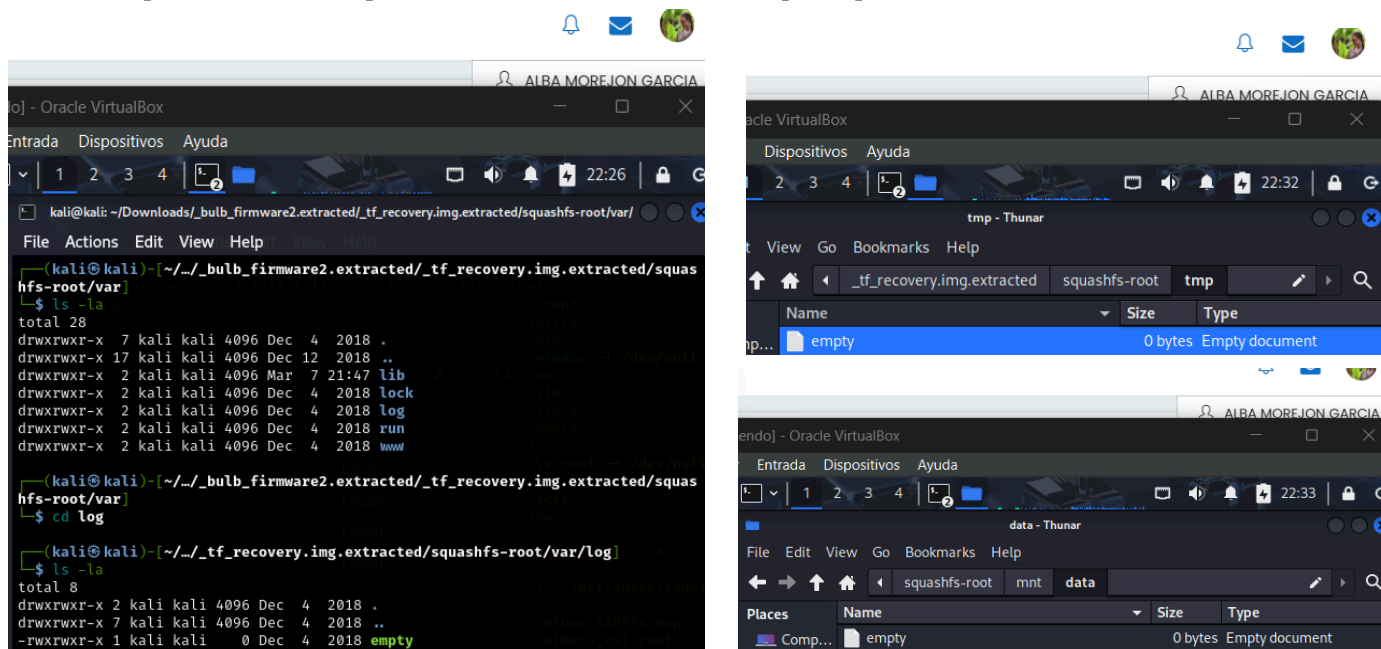 ALBA MOREJON GARCIA
lo] - Oracle VirtualBox
Entrada Dispositivos Ayuda
1 2 3 4 2 22:26
kali@kali: ~/Downloads/_bulb_firmware2.extracted/_tf_recovery.img.extracted/squashfs-root/var/
File Actions Edit View Help
┌──(kali㉿kali)-[~/…/_bulb_firmware2.extracted/_tf_recovery.img.extracted/squas
hfs-root/var]
└─$ ls -la
total 28
drwxrwxr-x 7 kali kali 4096 Dec 4 2018 .
drwxrwxr-x 17 kali kali 4096 Dec 12 2018 ..
drwxrwxr-x 2 kali kali 4096 Mar 7 21:47 lib
drwxrwxr-x 2 kali kali 4096 Dec 4 2018 lock
drwxrwxr-x 2 kali kali 4096 Dec 4 2018 log
drwxrwxr-x 2 kali kali 4096 Dec 4 2018 run
drwxrwxr-x 2 kali kali 4096 Dec 4 2018 www
┌──(kali㉿kali)-[~/…/_bulb_firmware2.extracted/_tf_recovery.img.extracted/squas
hfs-root/var]
└─$ cd log
┌──(kali㉿kali)-[~/…/_tf_recovery.img.extracted/squashfs-root/var/log]
└─$ ls -la
total 8
drwxrwxr-x 2 kali kali 4096 Dec 4 2018 .
drwxrwxr-x 7 kali kali 4096 Dec 4 2018 ..
-rwxrwxr-x 1 kali kali 0 Dec 4 2018 empty
ALBA MOREJON GARCIA
acle VirtualBox
Dispositivos Ayuda
2 3 4 2 22:32
tmp - Thunar
t View Go Bookmarks Help
_tf_recovery.img.extracted squashfs-root tmp
Name Size Type
mp... empty 0 bytes Empty document
ALBA MOREJON GARCIA
endo] - Oracle VirtualBox
Entrada Dispositivos Ayuda
1 2 3 4 2 22:33
data - Thunar
File Edit View Go Bookmarks Help
squashfs-root mnt data
Places Name Size Type
Comp... empty 0 bytes Empty document